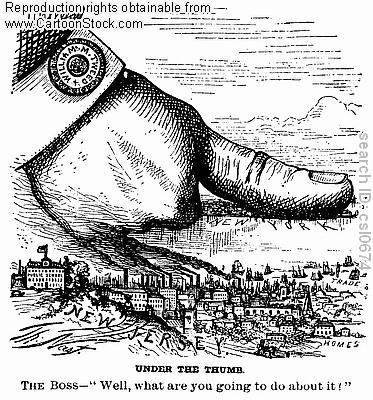 Reproduction rights obtainable from
www.CartoonStock.com
WILLIAM M TWEED
NEW YORK
TRADE
HOMES
NEW JERSEY
search ID: csl0674
UNDER THE THUMB.
THE BOSS—"Well, what are you going to do about it!"